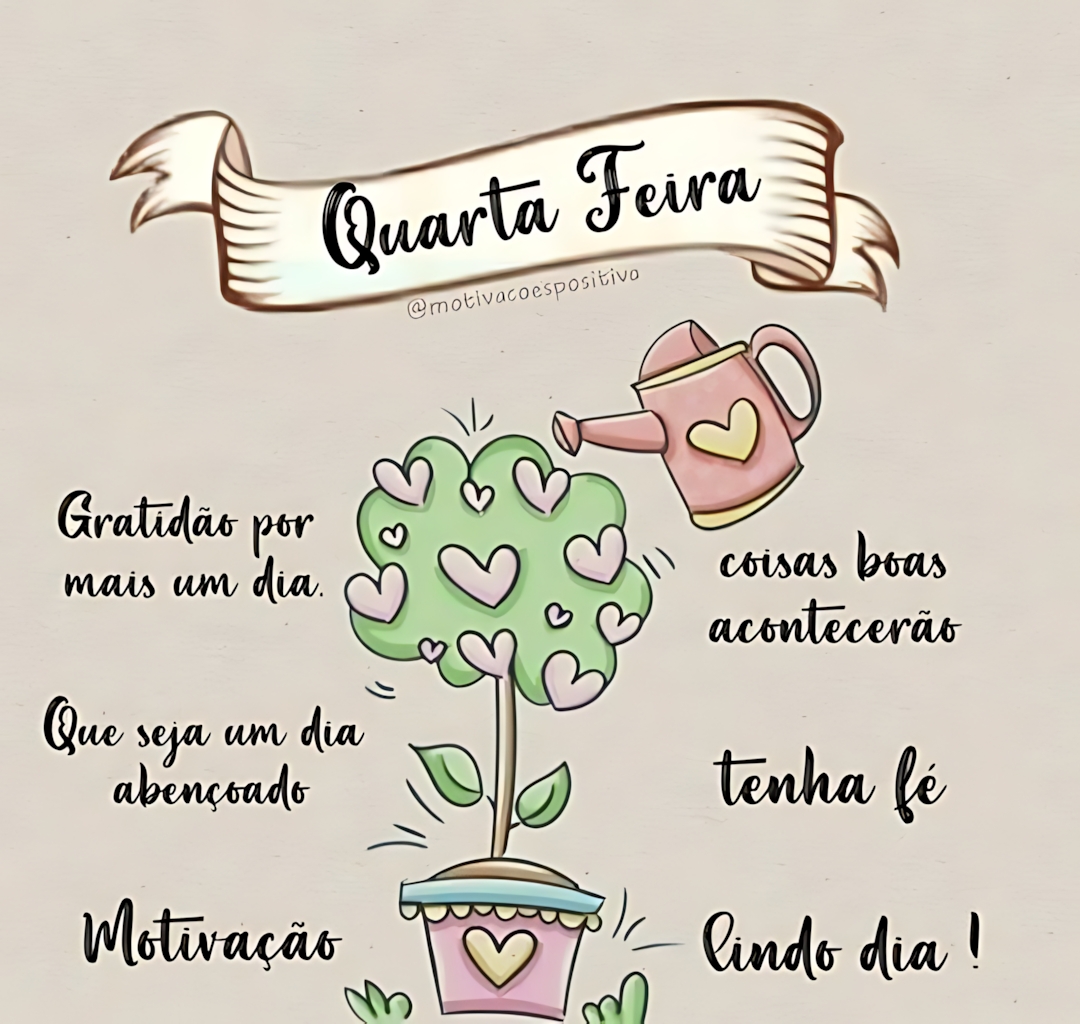 Quarta Feira
@motivacoespositiva
Gratidão por
mais um dia.
coisas boas
acontecerão
Que seja um dia
abençoado
tenha fé
Motivação
lindo dia !